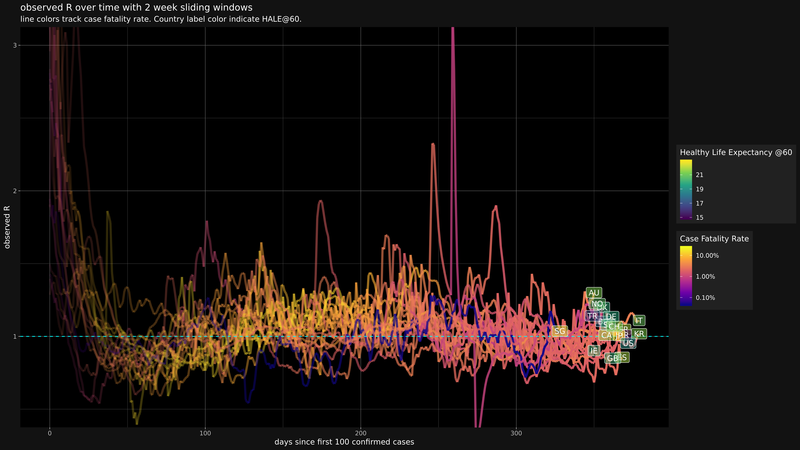 observed R over time with 2 week sliding windows
line colors track case fatality rate. Country label color indicate HALE@60.
3
2
1
observed R
0
100
200
300
days since first 100 confirmed cases
AU
NO
TR
DE
SG
CH
IT
KR
US
IE
GB
Healthy Life Expectancy @60
21
19
17
15
Case Fatality Rate
10.00%
1.00%
0.10%